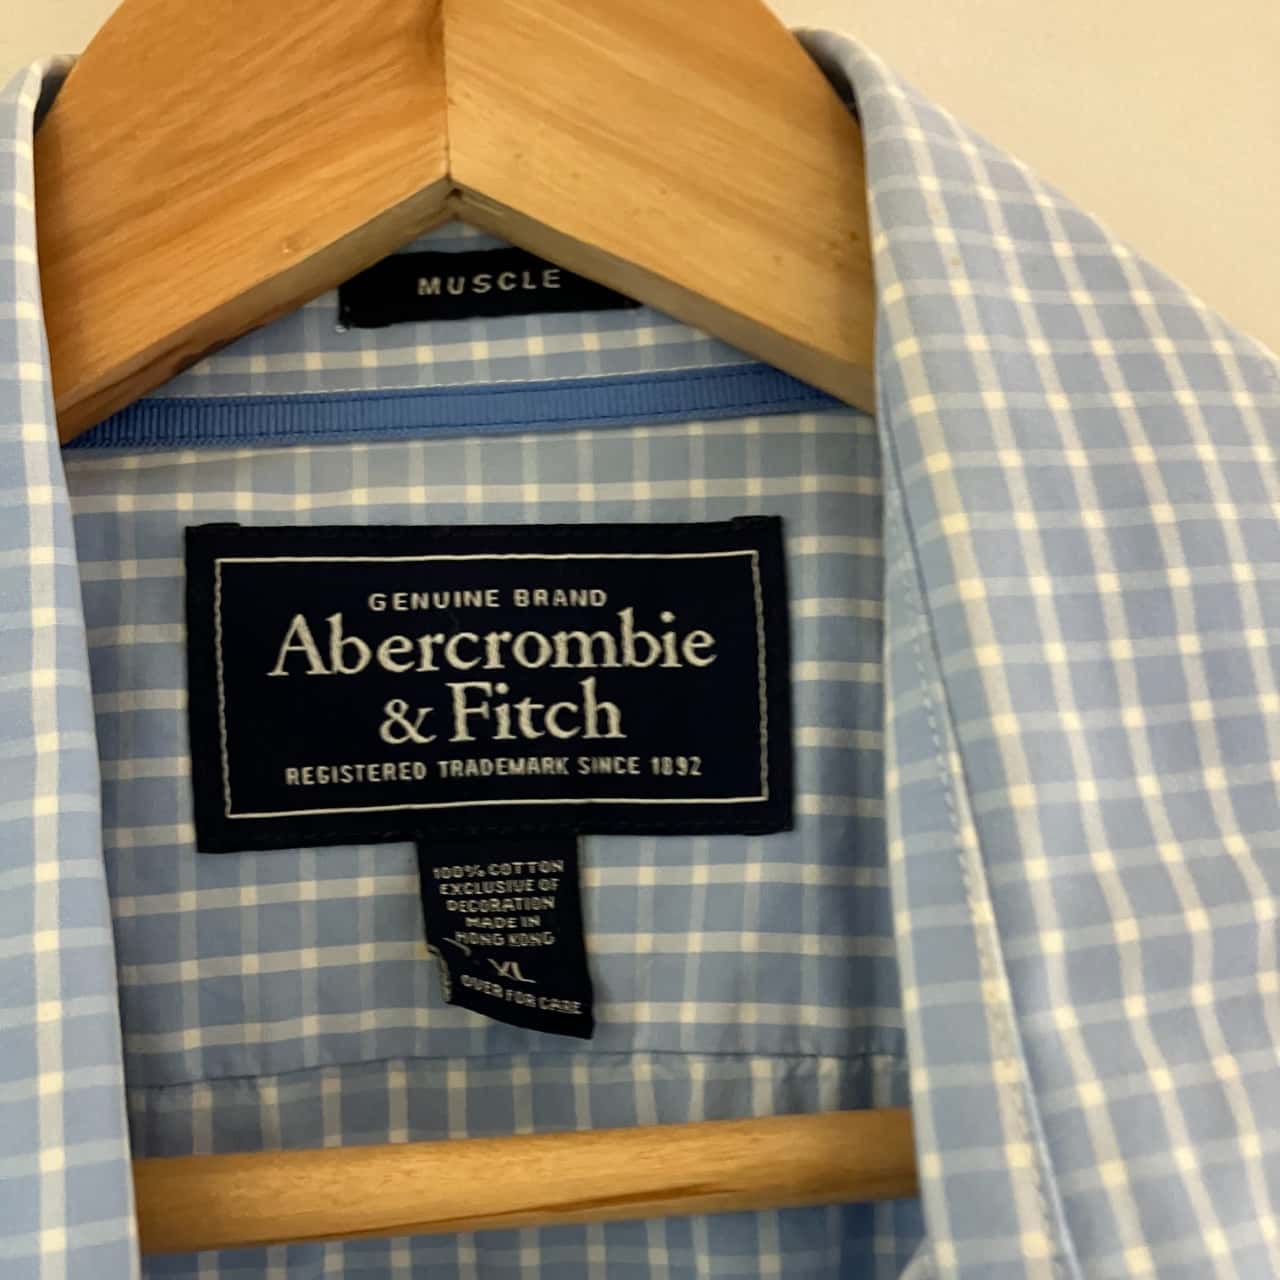 MUSCLE
GENUINE BRAND
Abercrombie
& Fitch
REGISTERED TRADEMARK SINCE 1892
100% COTTON
EXCLUSIVE OF
DECORATION
MADE IN
HONG KONG
XL
OVER FOR CARE